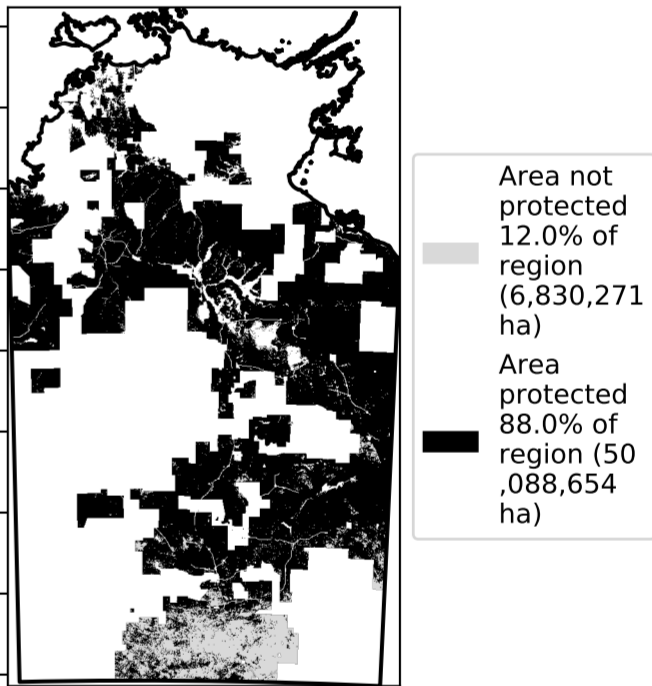 Area not
protected
12.0% of
region
(6,830,271
ha)
Area
protected
88.0% of
region (50
,088,654
ha)